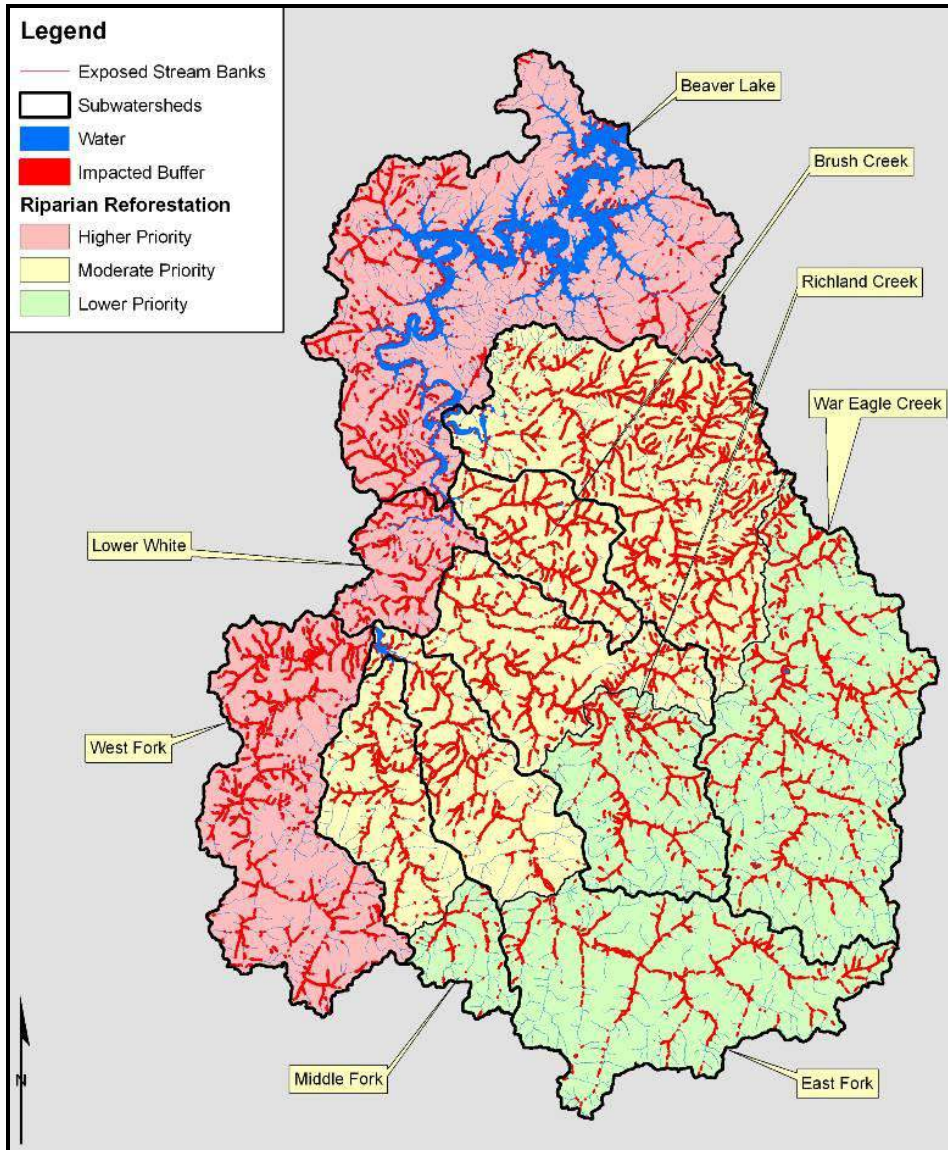 Legend
Exposed Stream Banks
Subwatersheds
Water
Impacted Buffer
Riparian Reforestation
Higher Priority
Moderate Priority
Lower Priority
Beaver Lake
Brush Creek
Richland Creek
War Eagle Creek
Lower White
West Fork
Middle Fork
East Fork
N